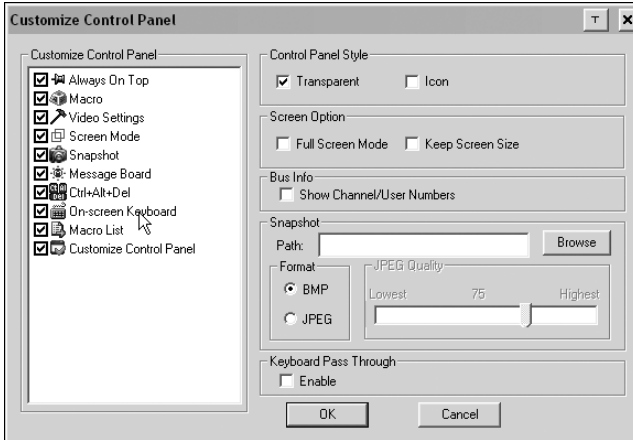 Customize Control Panel
Customize Control Panel
Always On Top
Macro
Video Settings
Screen Mode
Snapshot
Message Board
Ctrl+Alt+Del
On-screen Keyboard
Macro List
Customize Control Panel
Control Panel Style
Transparent
Icon
Screen Option
Full Screen Mode
Keep Screen Size
Bus Info
Show Channel/User Numbers
Snapshot
Path:
Browse
Format
BMP
JPEG
JPEG Quality
Lowest 75 Highest
Keyboard Pass Through
Enable
OK
Cancel